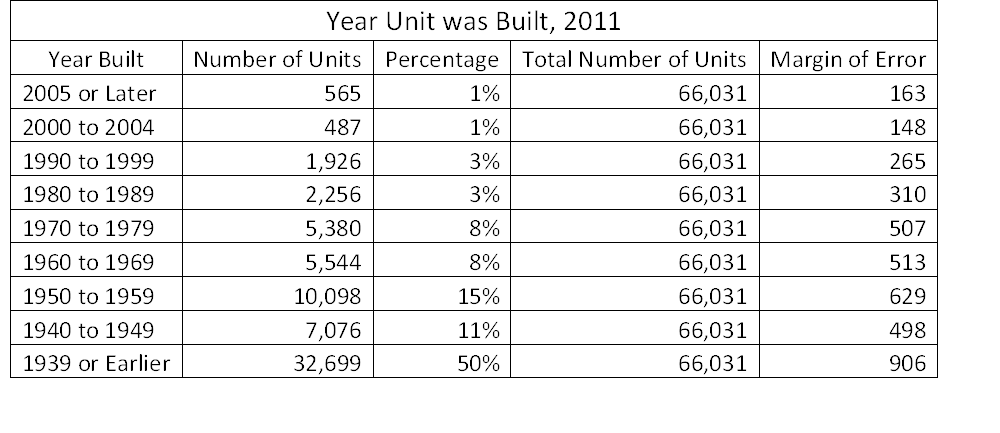 Year Unit was Built, 2011
Year Built Number of Units Percentage Total Number of Units Margin of Error
2005 or Later 565 1% 66,031 163
2000 to 2004 487 1% 66,031 148
1990 to 1999 1,926 3% 66,031 265
1980 to 1989 2,256 3% 66,031 310
1970 to 1979 5,380 8% 66,031 507
1960 to 1969 5,544 8% 66,031 513
1950 to 1959 10,098 15% 66,031 629
1940 to 1949 7,076 11% 66,031 498
1939 or Earlier 32,699 50% 66,031 906